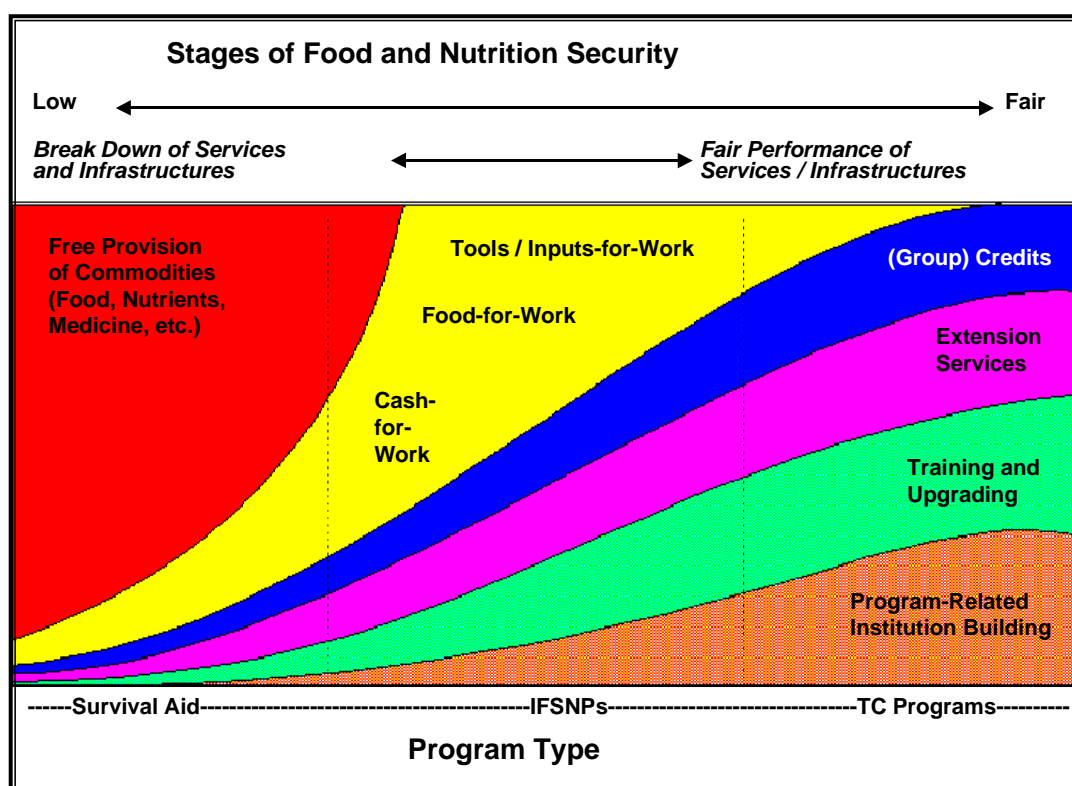 Stages of Food and Nutrition Security
Low
Fair
Break Down of Services
and Infrastructures
Fair Performance of
Services / Infrastructures
Free Provision
of Commodities
(Food, Nutrients,
Medicine, etc.)
Tools / Inputs-for-Work
Food-for-Work
Cash-
for-
Work
(Group) Credits
Extension
Services
Training and
Upgrading
Program-Related
Institution Building
------Survival Aid--------------------------------------------IFSNPs---------------------------------TC Programs----------
Program Type